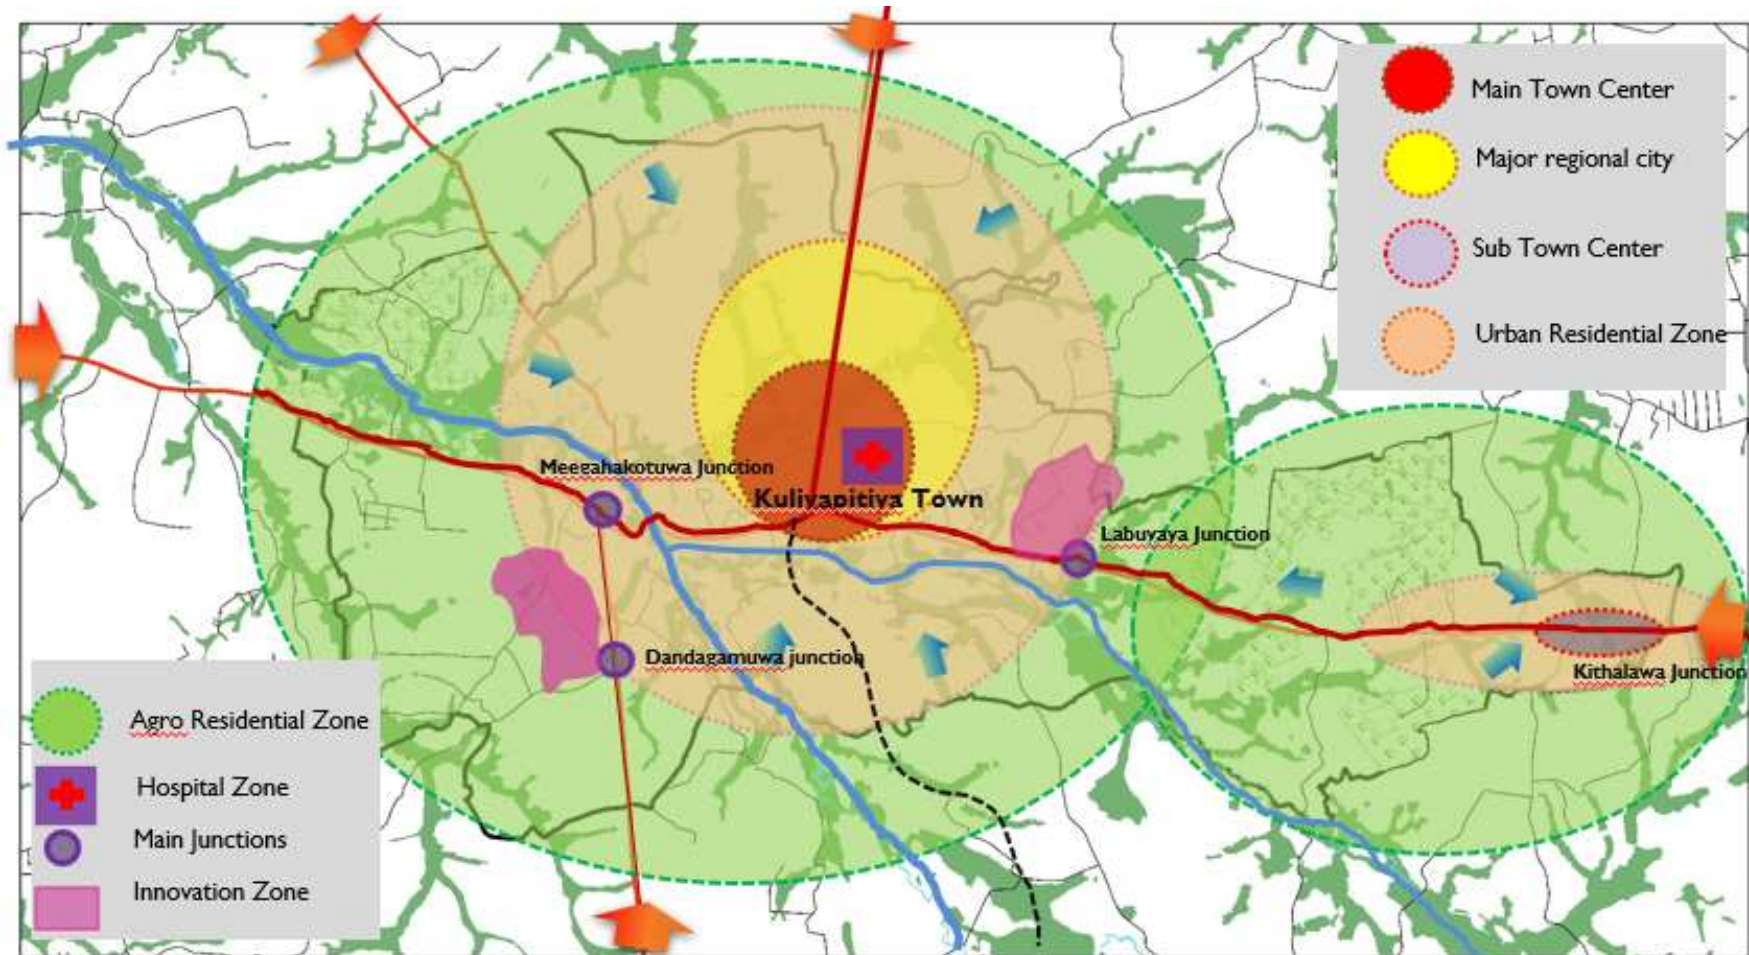 Main Town Center
Major regional city
Sub Town Center
Urban Residential Zone
Meegahakotuwa Junction
Kuliyapitiya Town
Labuyaya Junction
Dandagamuwa junction
Kithalawa Junction
Agro Residential Zone
Hospital Zone
Main Junctions
Innovation Zone